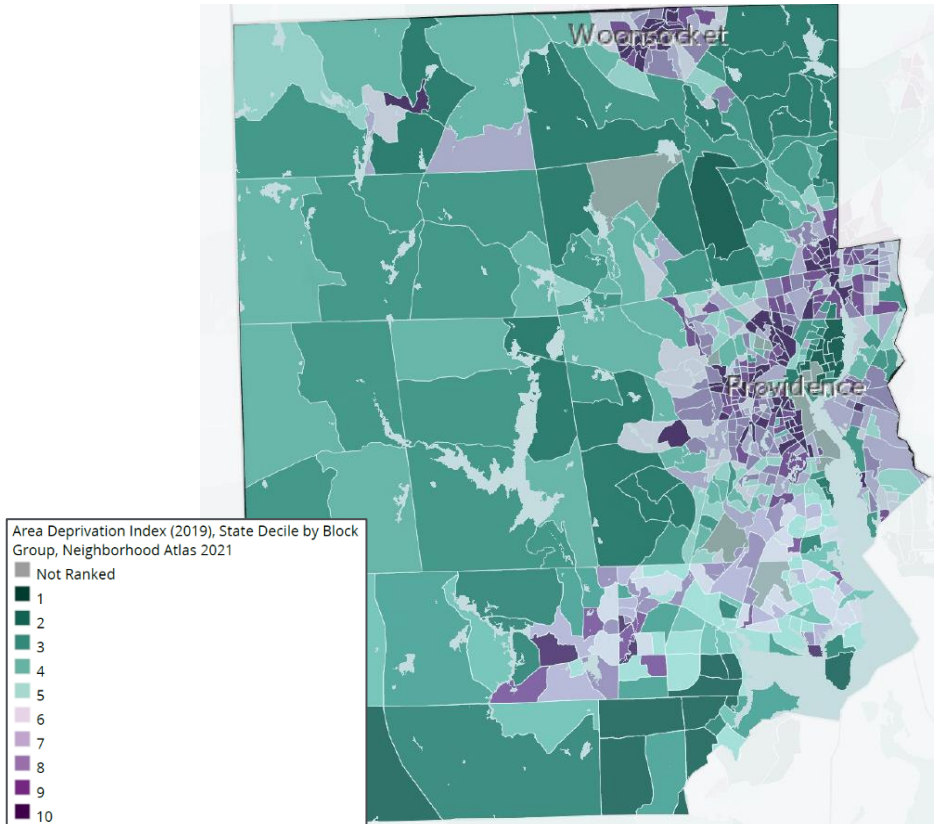 Woonsocket
Providence
Area Deprivation Index (2019), State Decile by Block
Group, Neighborhood Atlas 2021
Not Ranked
1
2
3
4
5
6
7
8
9
10